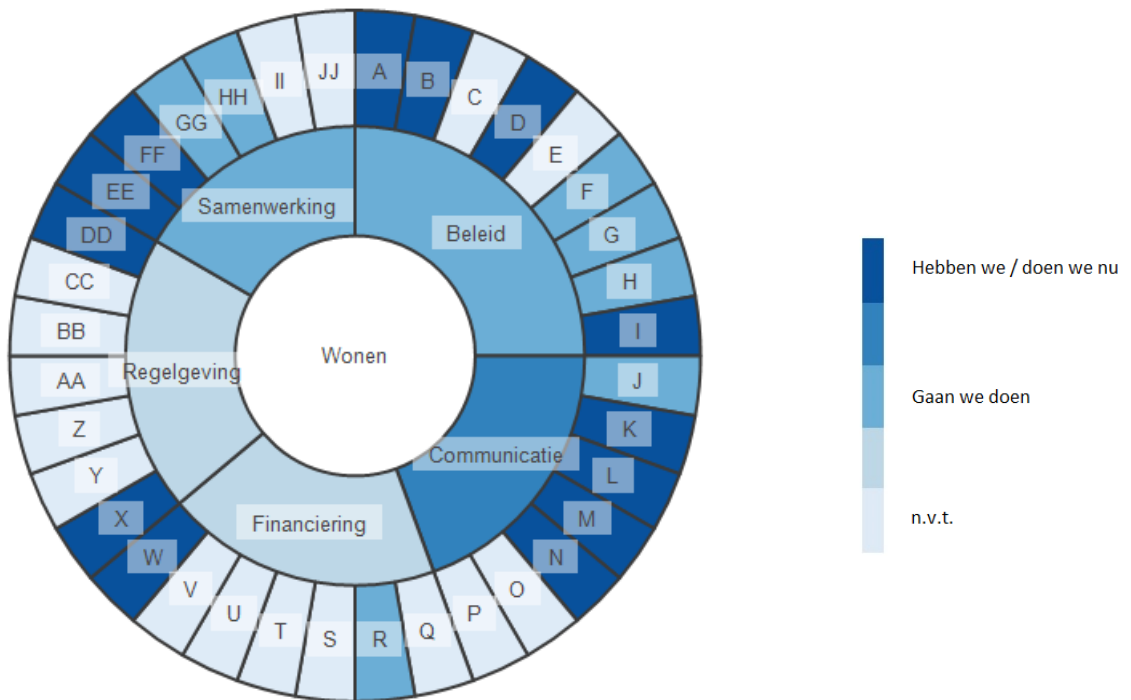 A
B
C
D
E
F
G
H
I
J
K
L
M
N
O
P
Q
R
S
T
U
V
W
X
Y
Z
AA
BB
CC
DD
EE
FF
GG
HH
II
JJ
Samenwerking
Beleid
Wonen
Regelgeving
Communicatie
Financiering
Hebben we / doen we nu
Gaan we doen
n.v.t.